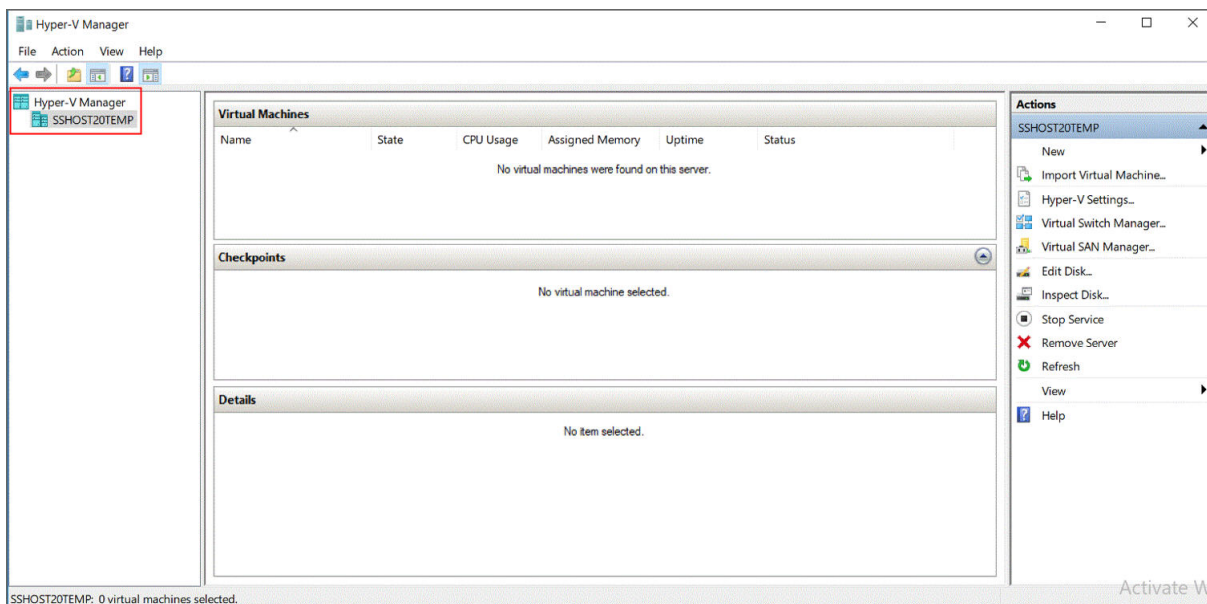 Hyper-V Manager
File Action View Help
Hyper-V Manager
SSHOST20TEMP
Virtual Machines
Name State CPU Usage Assigned Memory Uptime Status
No virtual machines were found on this server.
Checkpoints
No virtual machine selected.
Details
No item selected.
Actions
SSHOST20TEMP
New
Import Virtual Machine...
Hyper-V Settings...
Virtual Switch Manager...
Virtual SAN Manager...
Edit Disk...
Inspect Disk...
Stop Service
Remove Server
Refresh
View
Help
Activate W
SSHOST20TEMP: 0 virtual machines selected.